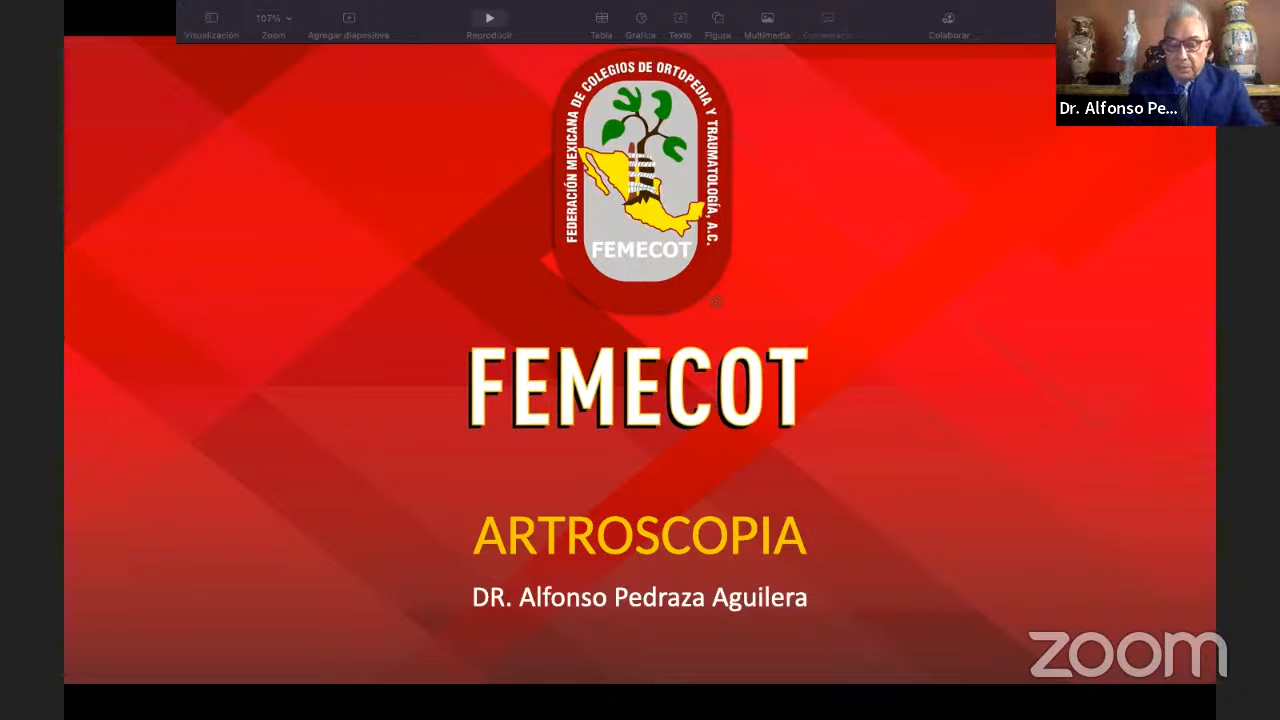 107%
Visualización Zoom Agregar diapositiva Reproducir Tabla Gráfica Texto Figura Multimedia Comentario Colaborar
Dr. Alfonso Pe...
FEDERACIÓN MEXICANA DE COLEGIOS DE ORTOPEDIA Y TRAUMATOLOGÍA, A.C.
FEMECOT
®
FEMECOT
ARTROSCOPIA
DR. Alfonso Pedraza Aguilera
zoom